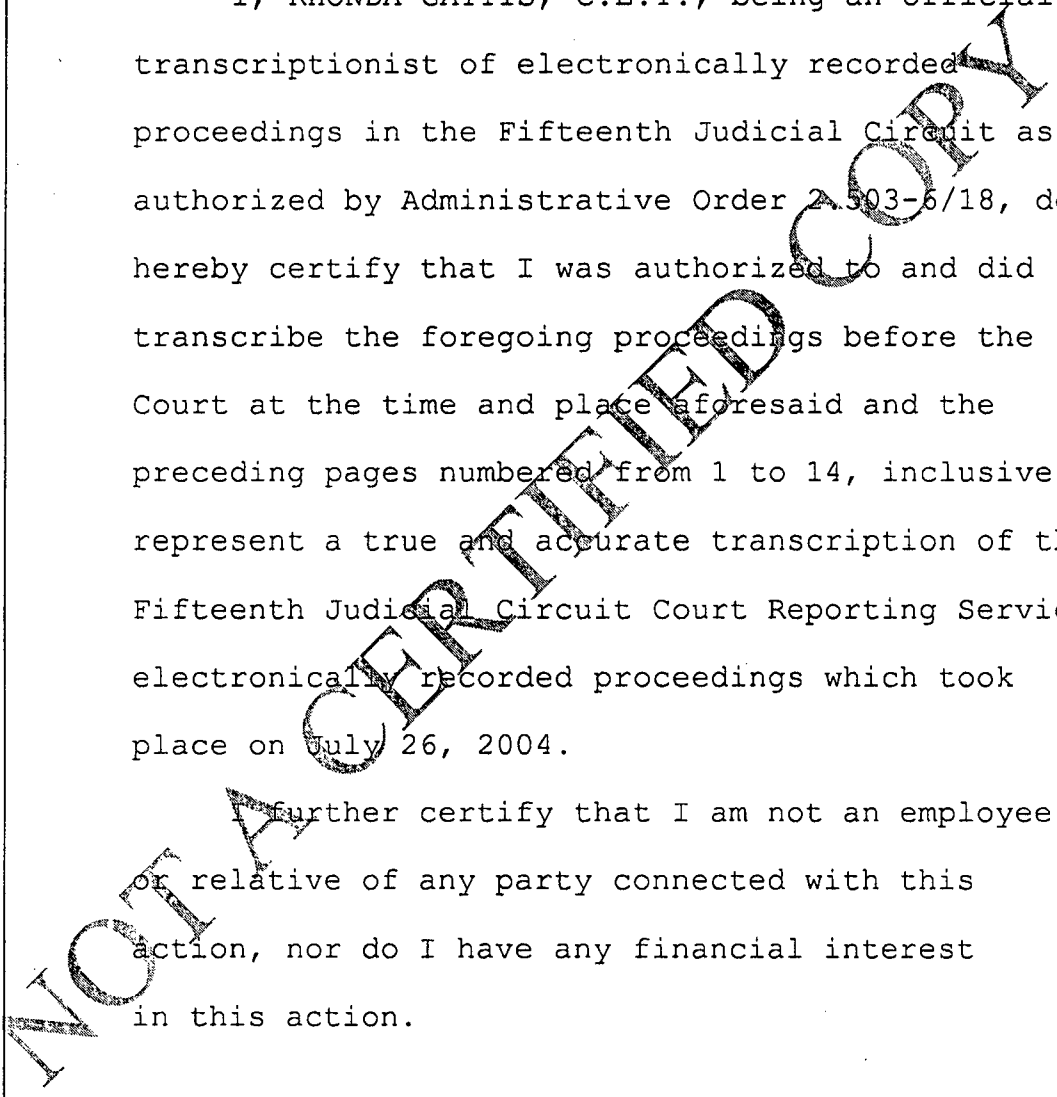 I, RHONDA GATTIS, C.E.T., being an official
transcriptionist of electronically recorded
proceedings in the Fifteenth Judicial Circuit as
authorized by Administrative Order 2.503-6/18, do
hereby certify that I was authorized to and did
transcribe the foregoing proceedings before the
Court at the time and place aforesaid and the
preceding pages numbered from 1 to 14, inclusive
represent a true and accurate transcription of
Fifteenth Judicial Circuit Court Reporting
electronically recorded proceedings which took
place on July 26, 2004.
I further certify that I am not an employee
or relative of any party connected with this
action, nor do I have any financial interest
in this action.
NOT A CERTIFIED COPY